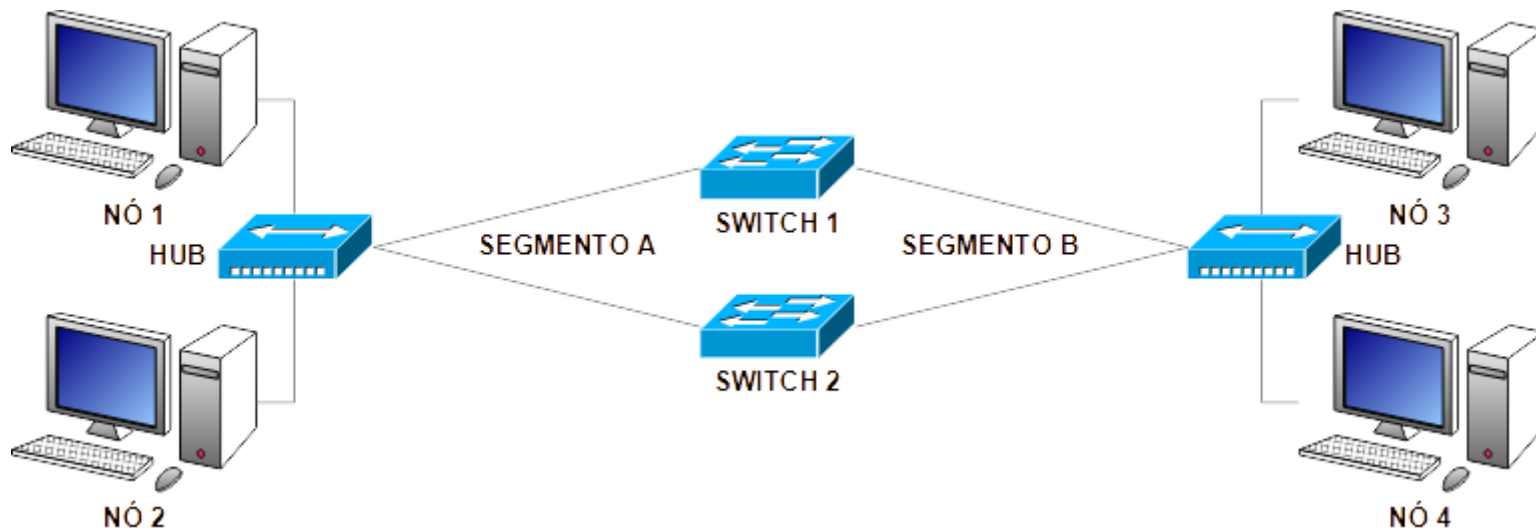 NÓ 1
HUB
NÓ 2
SEGMENTO A
SWITCH 1
SWITCH 2
SEGMENTO B
NÓ 3
HUB
NÓ 4